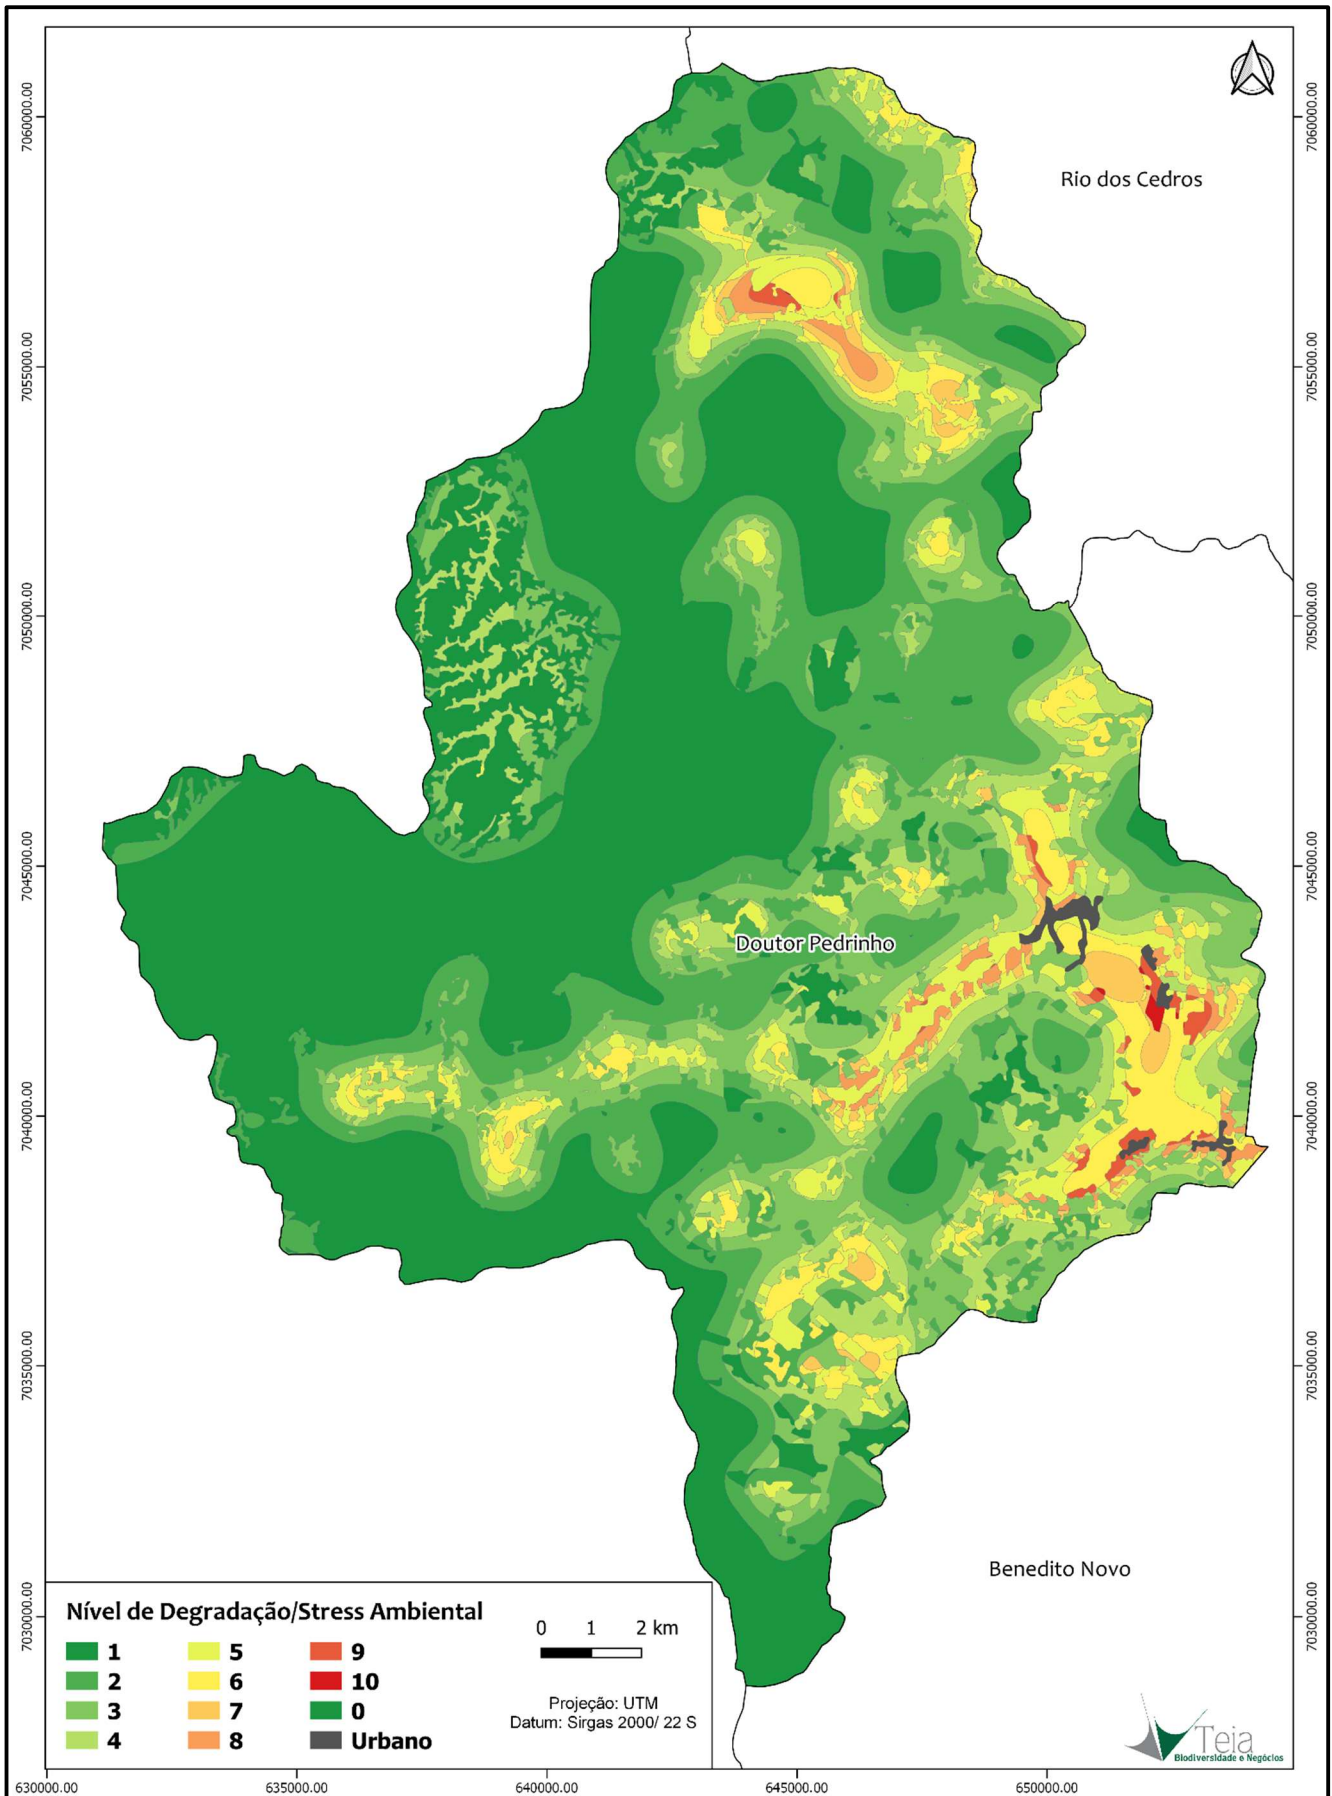 Rio dos Cedros
Doutor Pedrinho
Benedito Novo
7060000.00
7055000.00
7050000.00
7045000.00
7040000.00
7035000.00
7030000.00
7060000.00
7055000.00
7050000.00
7045000.00
7040000.00
7035000.00
7030000.00
Nível de Degradação/Stress Ambiental
1
2
3
4
5
6
7
8
9
10
0
Urbano
0 1 2 km
Projeção: UTM
Datum: Sirgas 2000/ 22 S
Teia
Biodiversidade e Negócios
630000.00 635000.00 640000.00 645000.00 650000.00